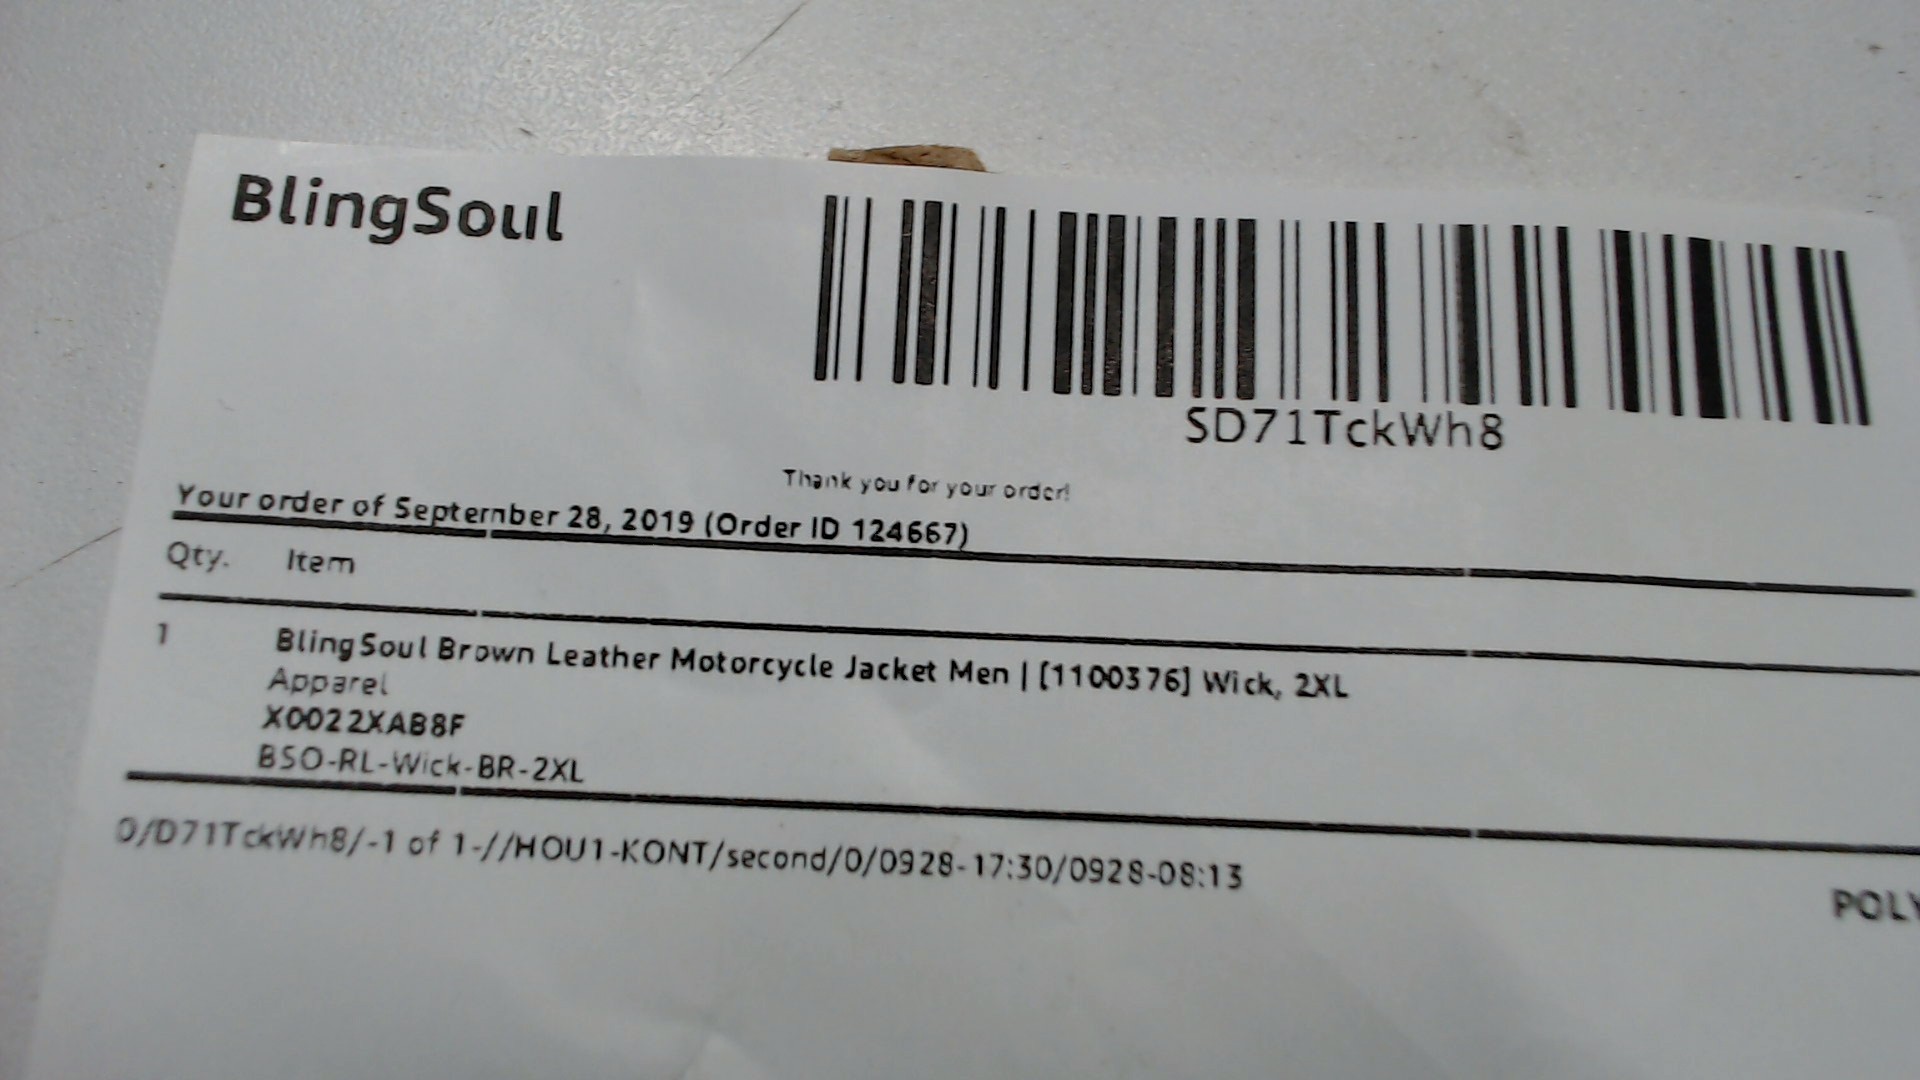 BlingSoul
SD71TckWh8
Thank you for your order!
Your order of September 28, 2019 (Order ID 124667)
Qty. Item
1 BlingSoul Brown Leather Motorcycle Jacket Men | [1100376] Wick, 2XL
Apparel
X0022XAB8F
BSO-RL-Wick-BR-2XL
0/D71TckWh8/-1 of 1-//HOU1-KONT/second/0/0928-17:30/0928-08:13